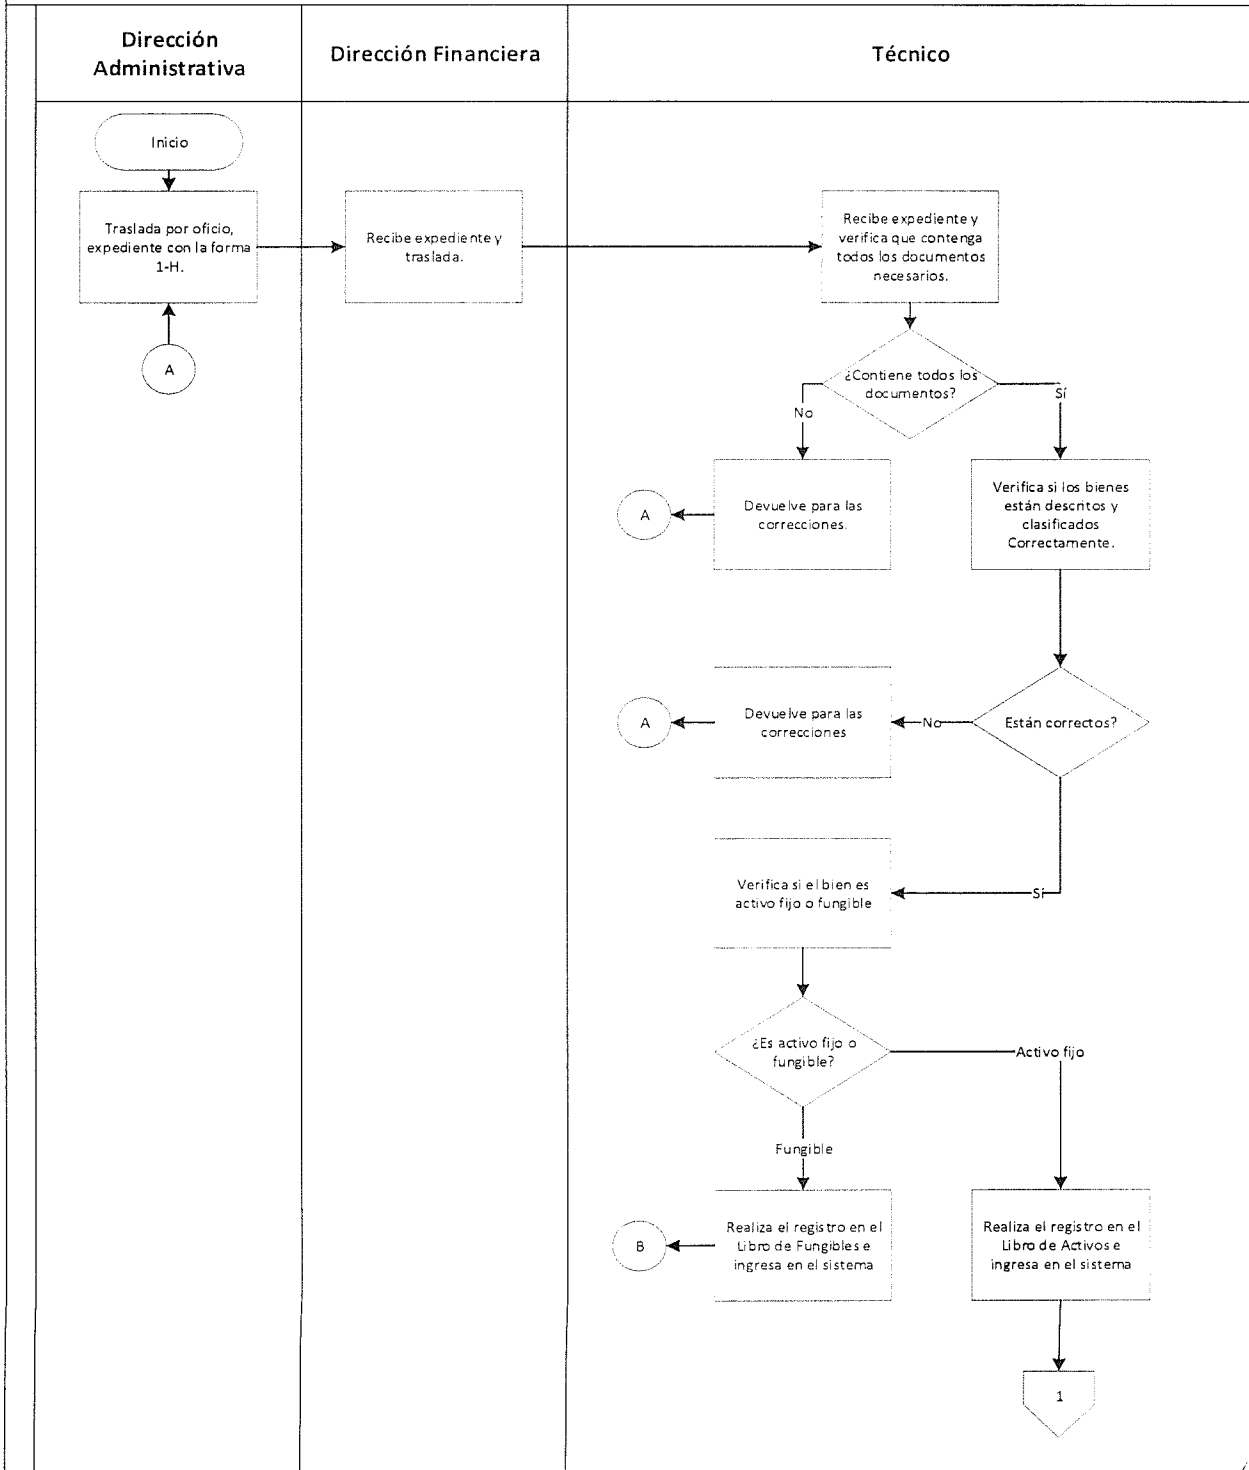 Dirección
Administrativa
Dirección Financiera
Técnico
Inicio
Traslada por oficio,
expediente con la forma
1-H.
Recibe expediente y
traslada.
Recibe expediente y
verifica que contenga
todos los documentos
necesarios.
A
¿Contiene todos los
documentos?
No
Sí
A
Devuelve para las
correcciones.
Verifica si los bienes
están descritos y
clasificados
Correctamente.
A
Devuelve para las
correcciones
No
Están correctos?
Verifica si el bien es
activo fijo o fungible
Sí
¿Es activo fijo o
fungible?
Activo fijo
Fungible
B
Realiza el registro en el
Libro de Fungibles e
ingresa en el sistema
Realiza el registro en el
Libro de Activos e
ingresa en el sistema
1